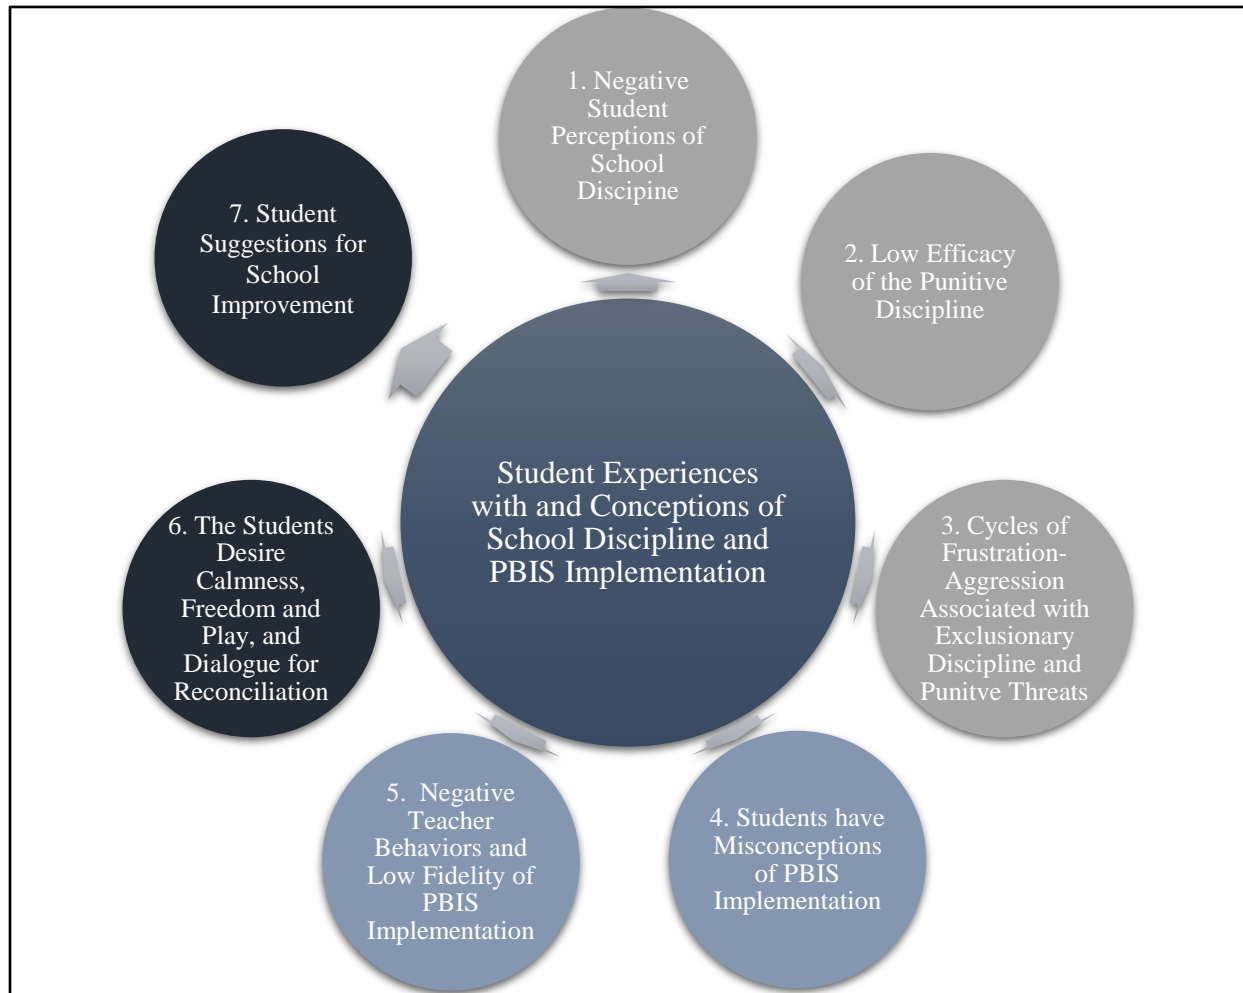 1. Negative
Student
Perceptions of
School
Discipine
2. Low Efficacy
of the Punitive
Discipline
3. Cycles of
Frustration-
Aggression
Associated with
Exclusionary
Discipline and
Punitve Threats
4. Students have
Misconceptions
of PBIS
Implementation
5. Negative
Teacher
Behaviors and
Low Fidelity of
PBIS
Implementation
6. The Students
Desire
Calmness,
Freedom and
Play, and
Dialogue for
Reconciliation
7. Student
Suggestions for
School
Improvement
Student Experiences
with and Conceptions of
School Discipline and
PBIS Implementation